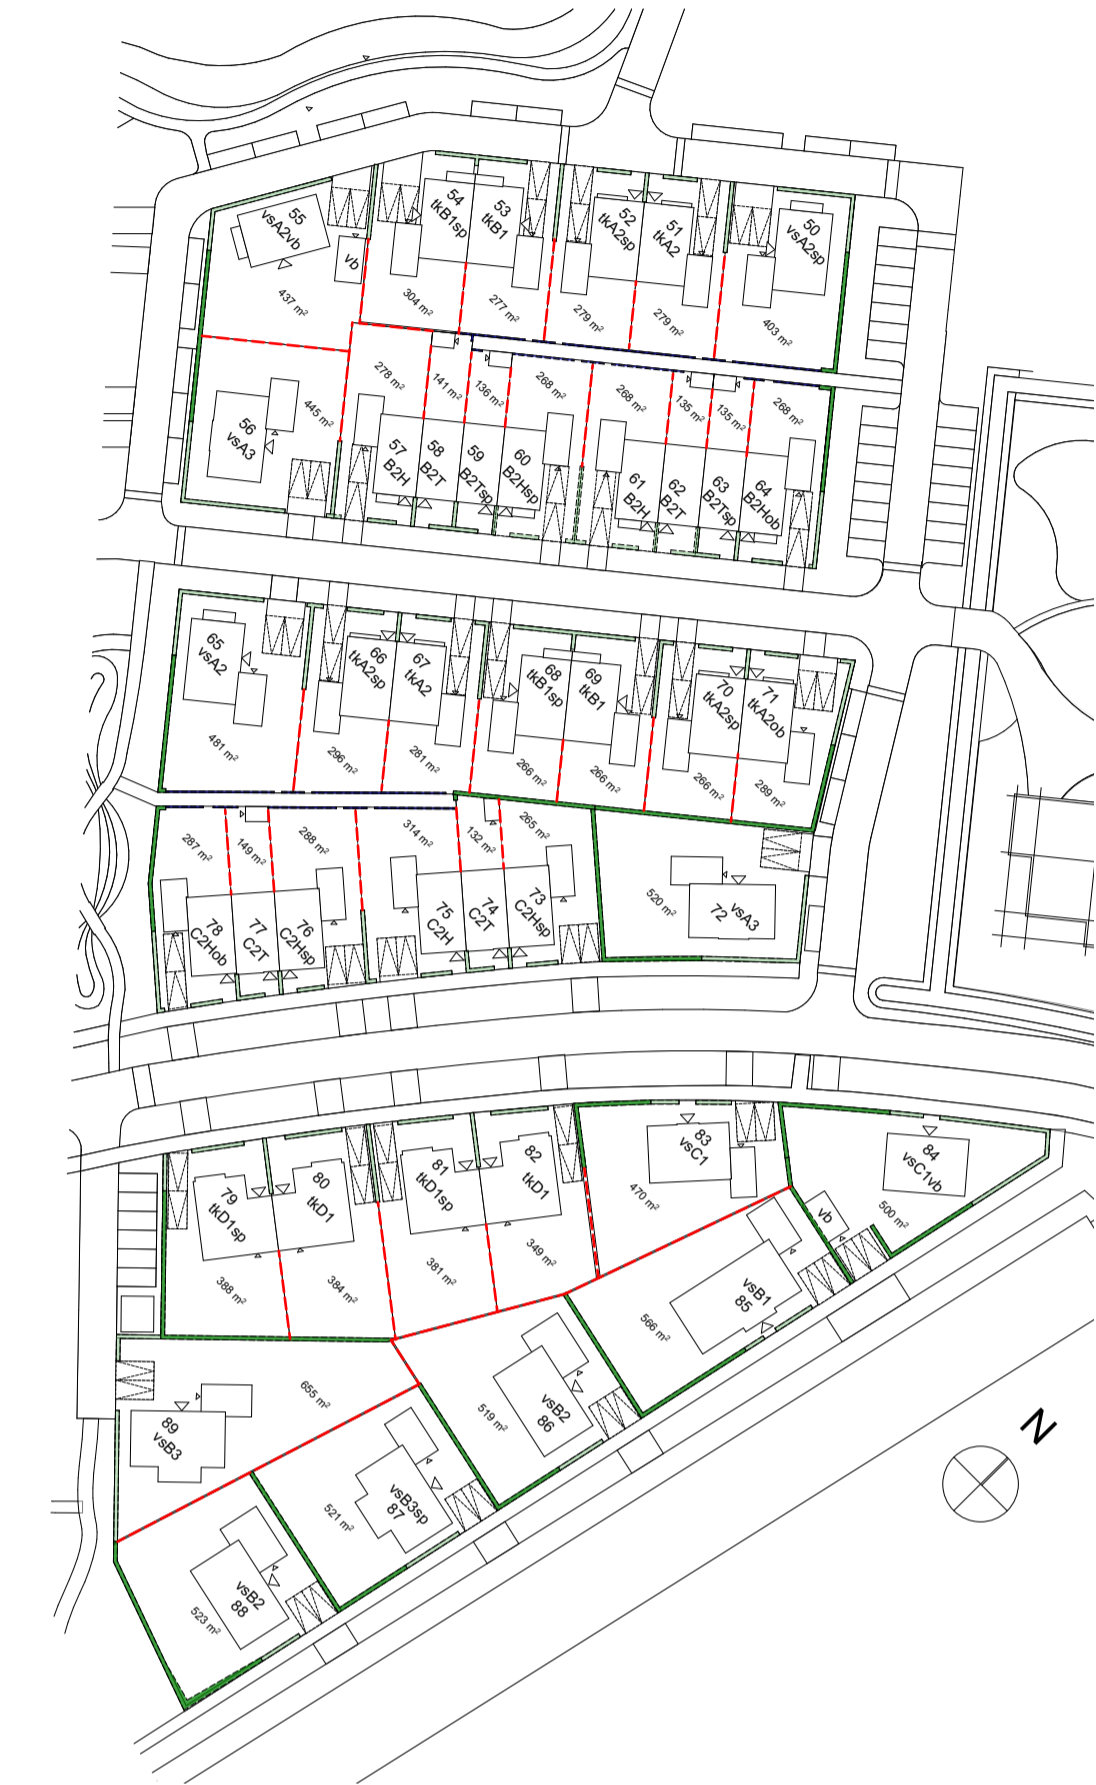 55
vsA2vb
vb
437 m²
54
tkB1sp
304 m²
53
tkB1
277 m²
52
tkA2sp
279 m²
51
tkA2
279 m²
50
vsA2sp
403 m²
56
vsA3
445 m²
278 m²
57
B2H
141 m²
58
B2T
136 m²
59
B2Tsp
268 m²
60
B2Hsp
268 m²
61
B2H
135 m²
62
B2T
135 m²
63
B2Tsp
268 m²
64
B2Hob
65
vsA2
481 m²
66
tkA2sp
296 m²
67
tkA2
281 m²
68
tkB1sp
266 m²
69
tkB1
266 m²
70
tkA2sp
266 m²
71
tkA2ob
289 m²
287 m²
78
C2Hob
149 m²
77
C2T
288 m²
76
C2Hsp
314 m²
75
C2H
132 m²
74
C2T
265 m²
73
C2Hsp
520 m²
72
vsA3
79
tkD1sp
388 m²
80
tkD1
384 m²
81
tkD1sp
381 m²
82
tkD1
349 m²
83
vsC1
470 m²
84
vsC1vb
500 m²
vb
vsB1
85
566 m²
vsB2
86
519 m²
655 m²
89
vsB3
vsB3sp
87
521 m²
vsB2
88
523 m²
N